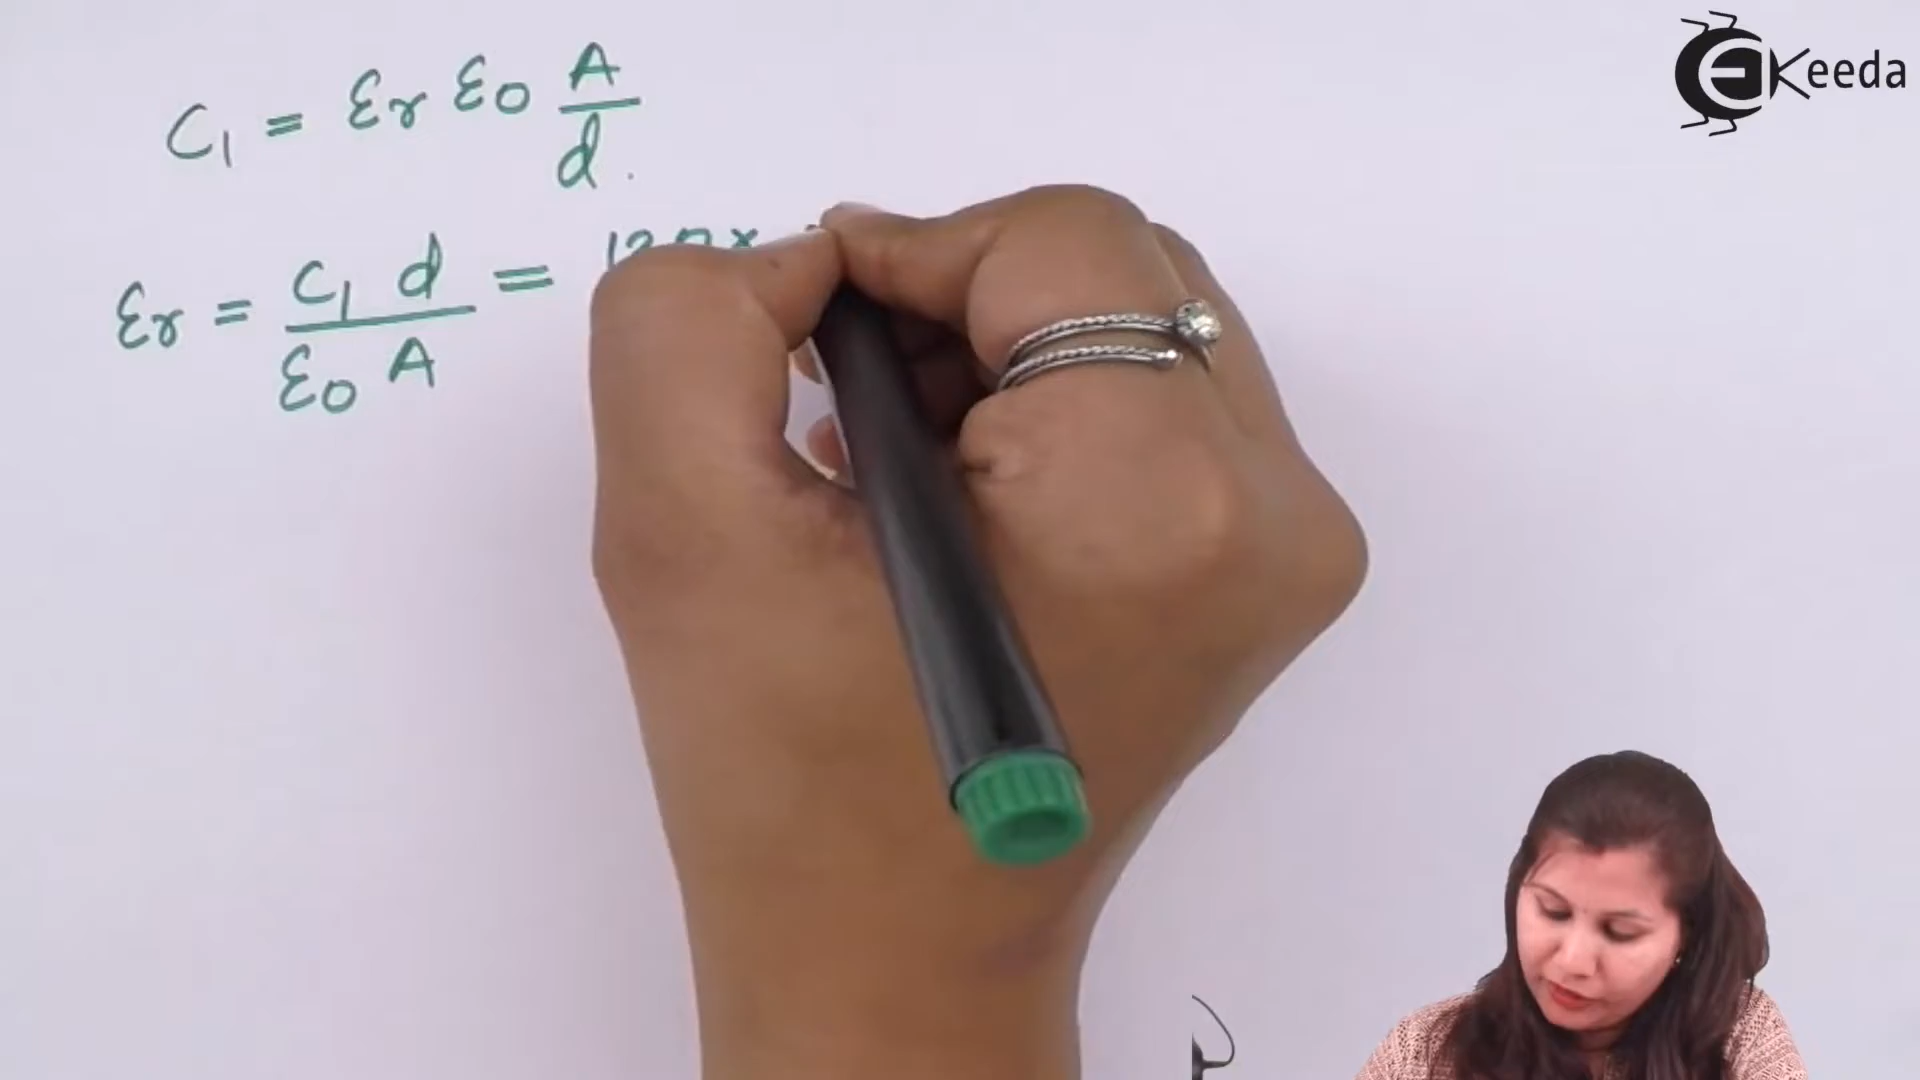 Keeda
C₁ = εr ε₀ A/d.
εr = C₁ d / ε₀ A =